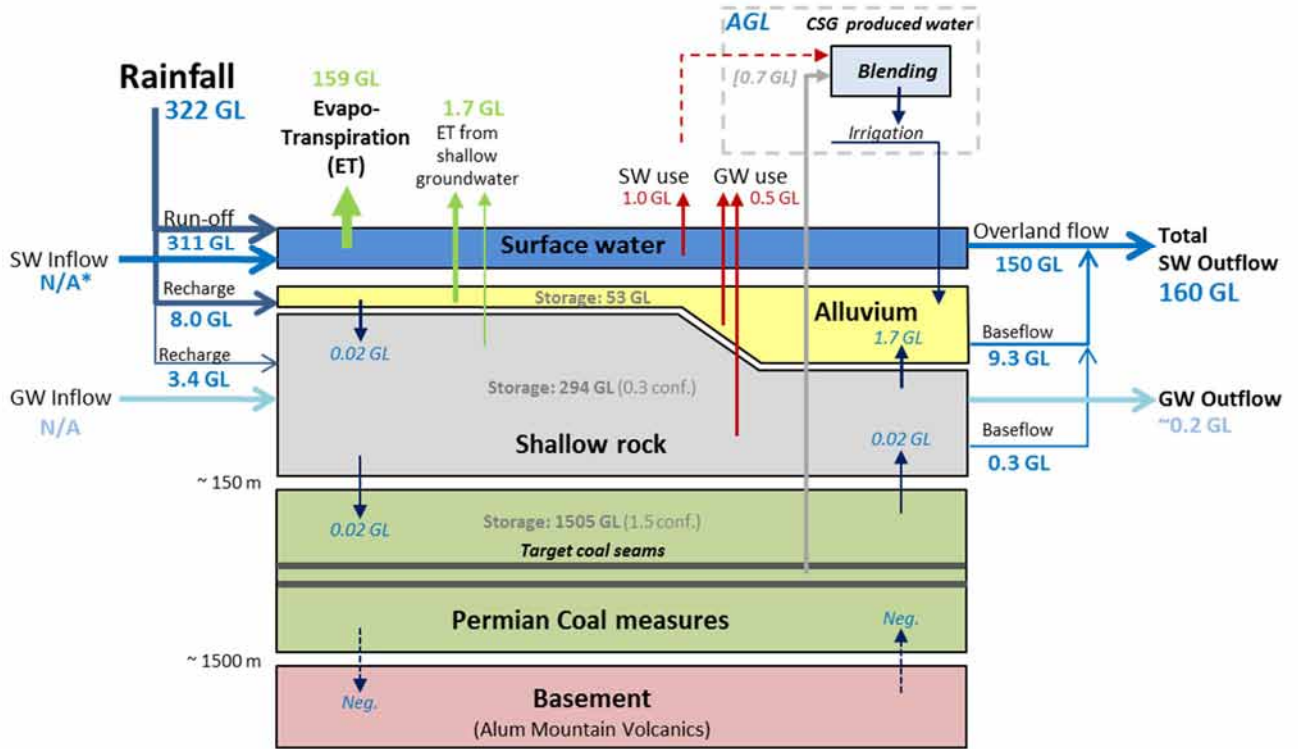 AGL
CSG produced water
Blending
[0.7 GL]
Irrigation
Rainfall
322 GL
159 GL
Evapo-
Transpiration
(ET)
1.7 GL
ET from
shallow
groundwater
SW use
1.0 GL
GW use
0.5 GL
Run-off
311 GL
SW Inflow
N/A*
Surface water
Overland flow
150 GL
Total
SW Outflow
160 GL
Recharge
8.0 GL
Storage: 53 GL
Alluvium
0.02 GL
1.7 GL
Baseflow
9.3 GL
Recharge
3.4 GL
GW Inflow
N/A
Storage: 294 GL (0.3 conf.)
Shallow rock
GW Outflow
~0.2 GL
0.02 GL
Baseflow
0.3 GL
~ 150 m
0.02 GL
Storage: 1505 GL (1.5 conf.)
Target coal seams
Permian Coal measures
Neg.
~ 1500 m
Neg.
Basement
(Alum Mountain Volcanics)